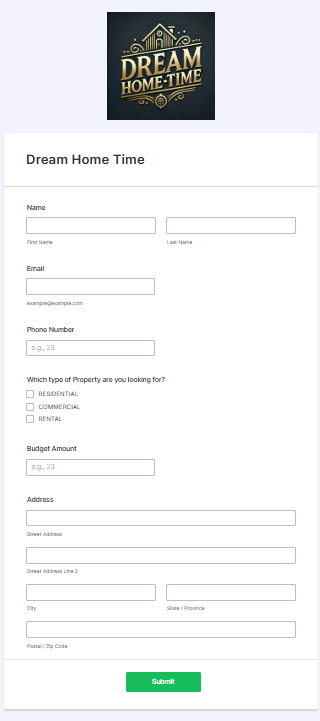 DREAM
HOME·TIME
Dream Home Time
Name
First Name Last Name
Email
example@example.com
Phone Number
e.g., 23
Which type of Property are you looking for?
RESIDENTIAL
COMMERCIAL
RENTAL
Budget Amount
e.g., 23
Address
Street Address
Street Address Line 2
City State / Province
Postal / Zip Code
Submit